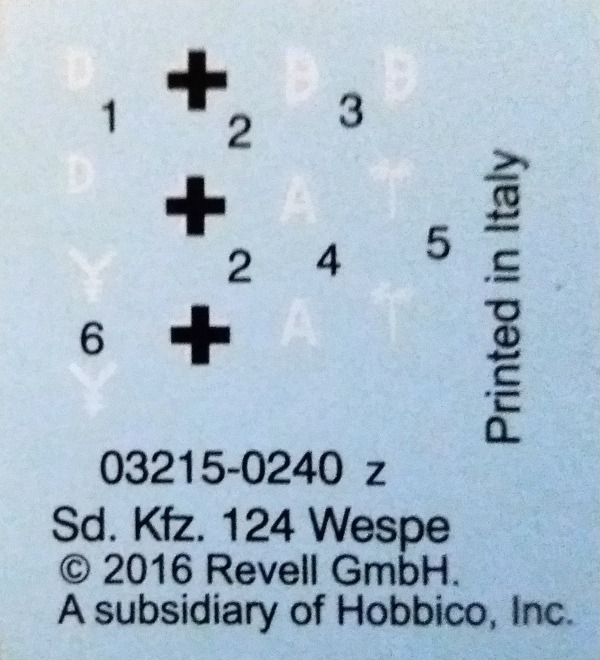 D
1
2
B B
3
D
A
5
2
4
Y
6
A
Y
Printed in Italy
03215-0240 z
Sd. Kfz. 124 Wespe
© 2016 Revell GmbH.
A subsidiary of Hobbico, Inc.